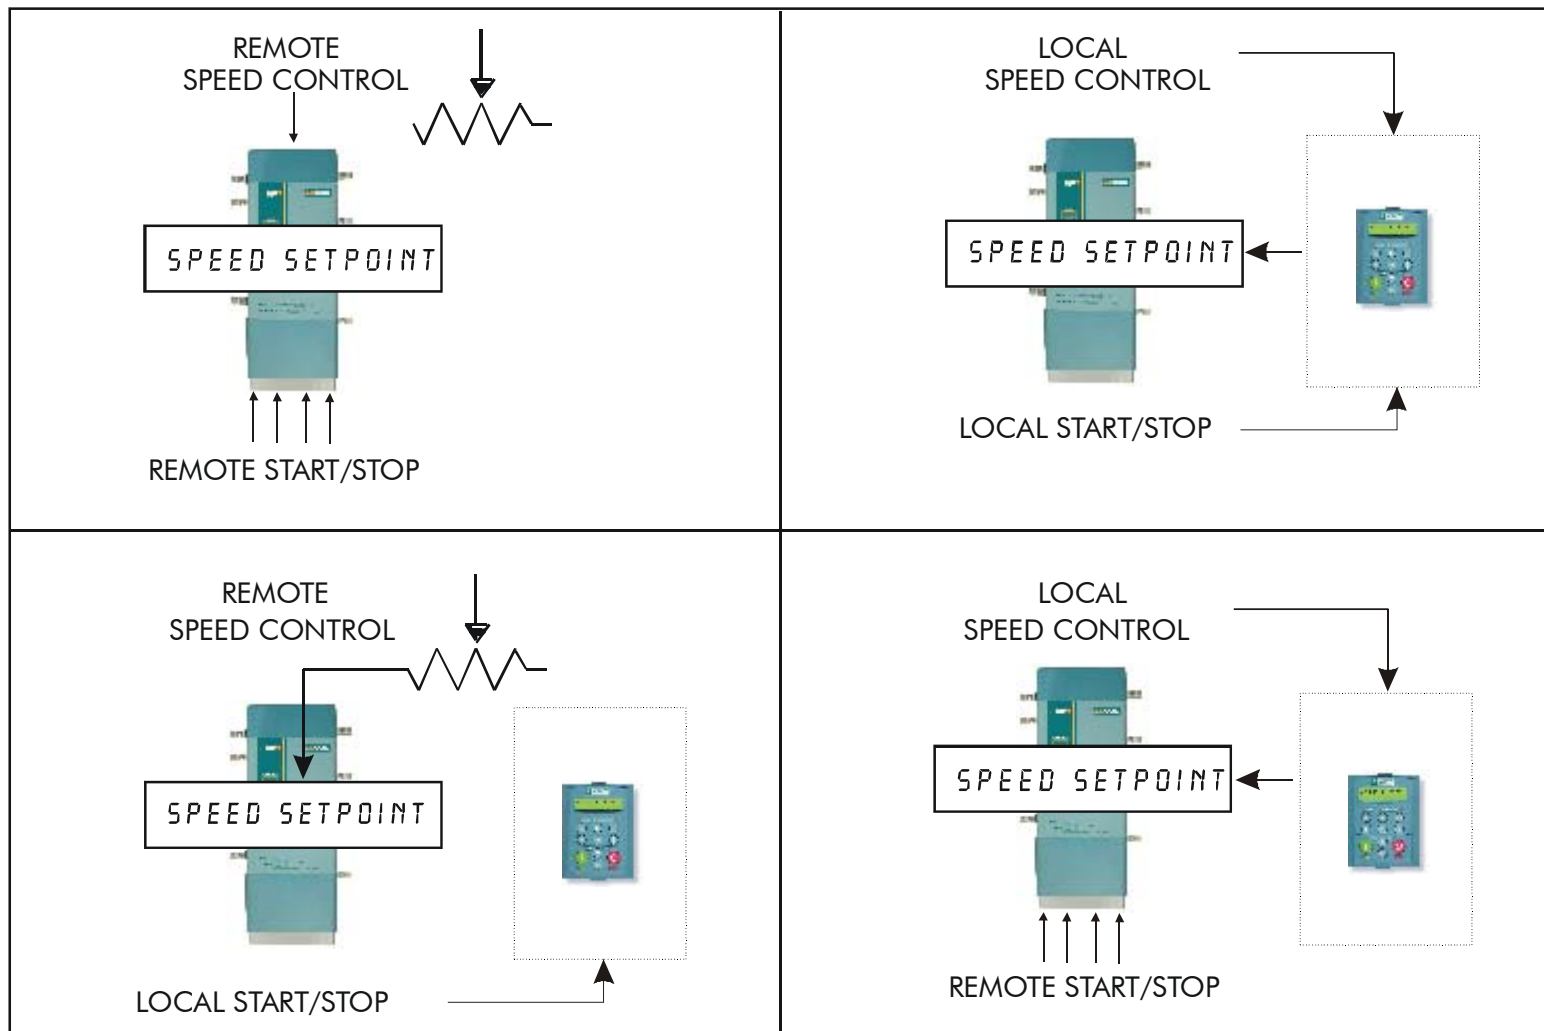 REMOTE
SPEED CONTROL
SPEED SETPOINT
REMOTE START/STOP
LOCAL
SPEED CONTROL
SPEED SETPOINT
LOCAL START/STOP
REMOTE
SPEED CONTROL
SPEED SETPOINT
LOCAL START/STOP
LOCAL
SPEED CONTROL
SPEED SETPOINT
REMOTE START/STOP